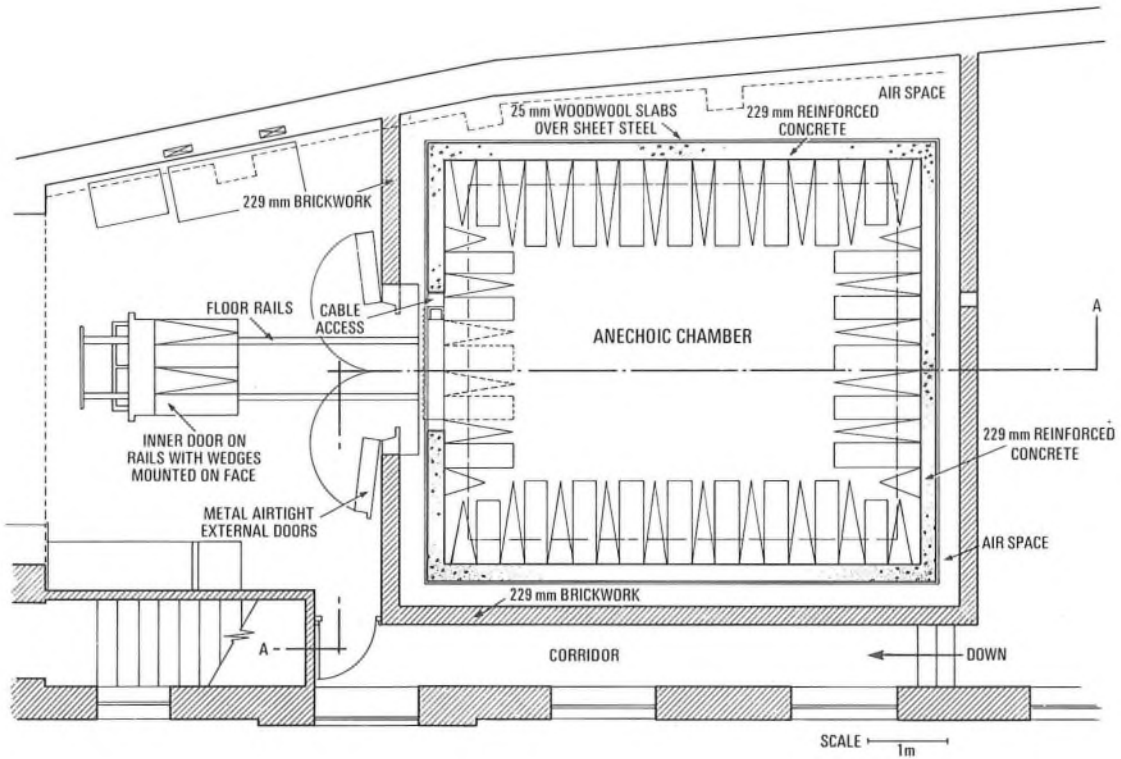 AIR SPACE
25 mm WOODWOOL SLABS
OVER SHEET STEEL
229 mm REINFORCED
CONCRETE
229 mm BRICKWORK
FLOOR RAILS
CABLE
ACCESS
ANECHOIC CHAMBER
A
INNER DOOR ON
RAILS WITH WEDGES
MOUNTED ON FACE
229 mm REINFORCED
CONCRETE
METAL AIRTIGHT
EXTERNAL DOORS
AIR SPACE
229 mm BRICKWORK
A
CORRIDOR
DOWN
SCALE
1m